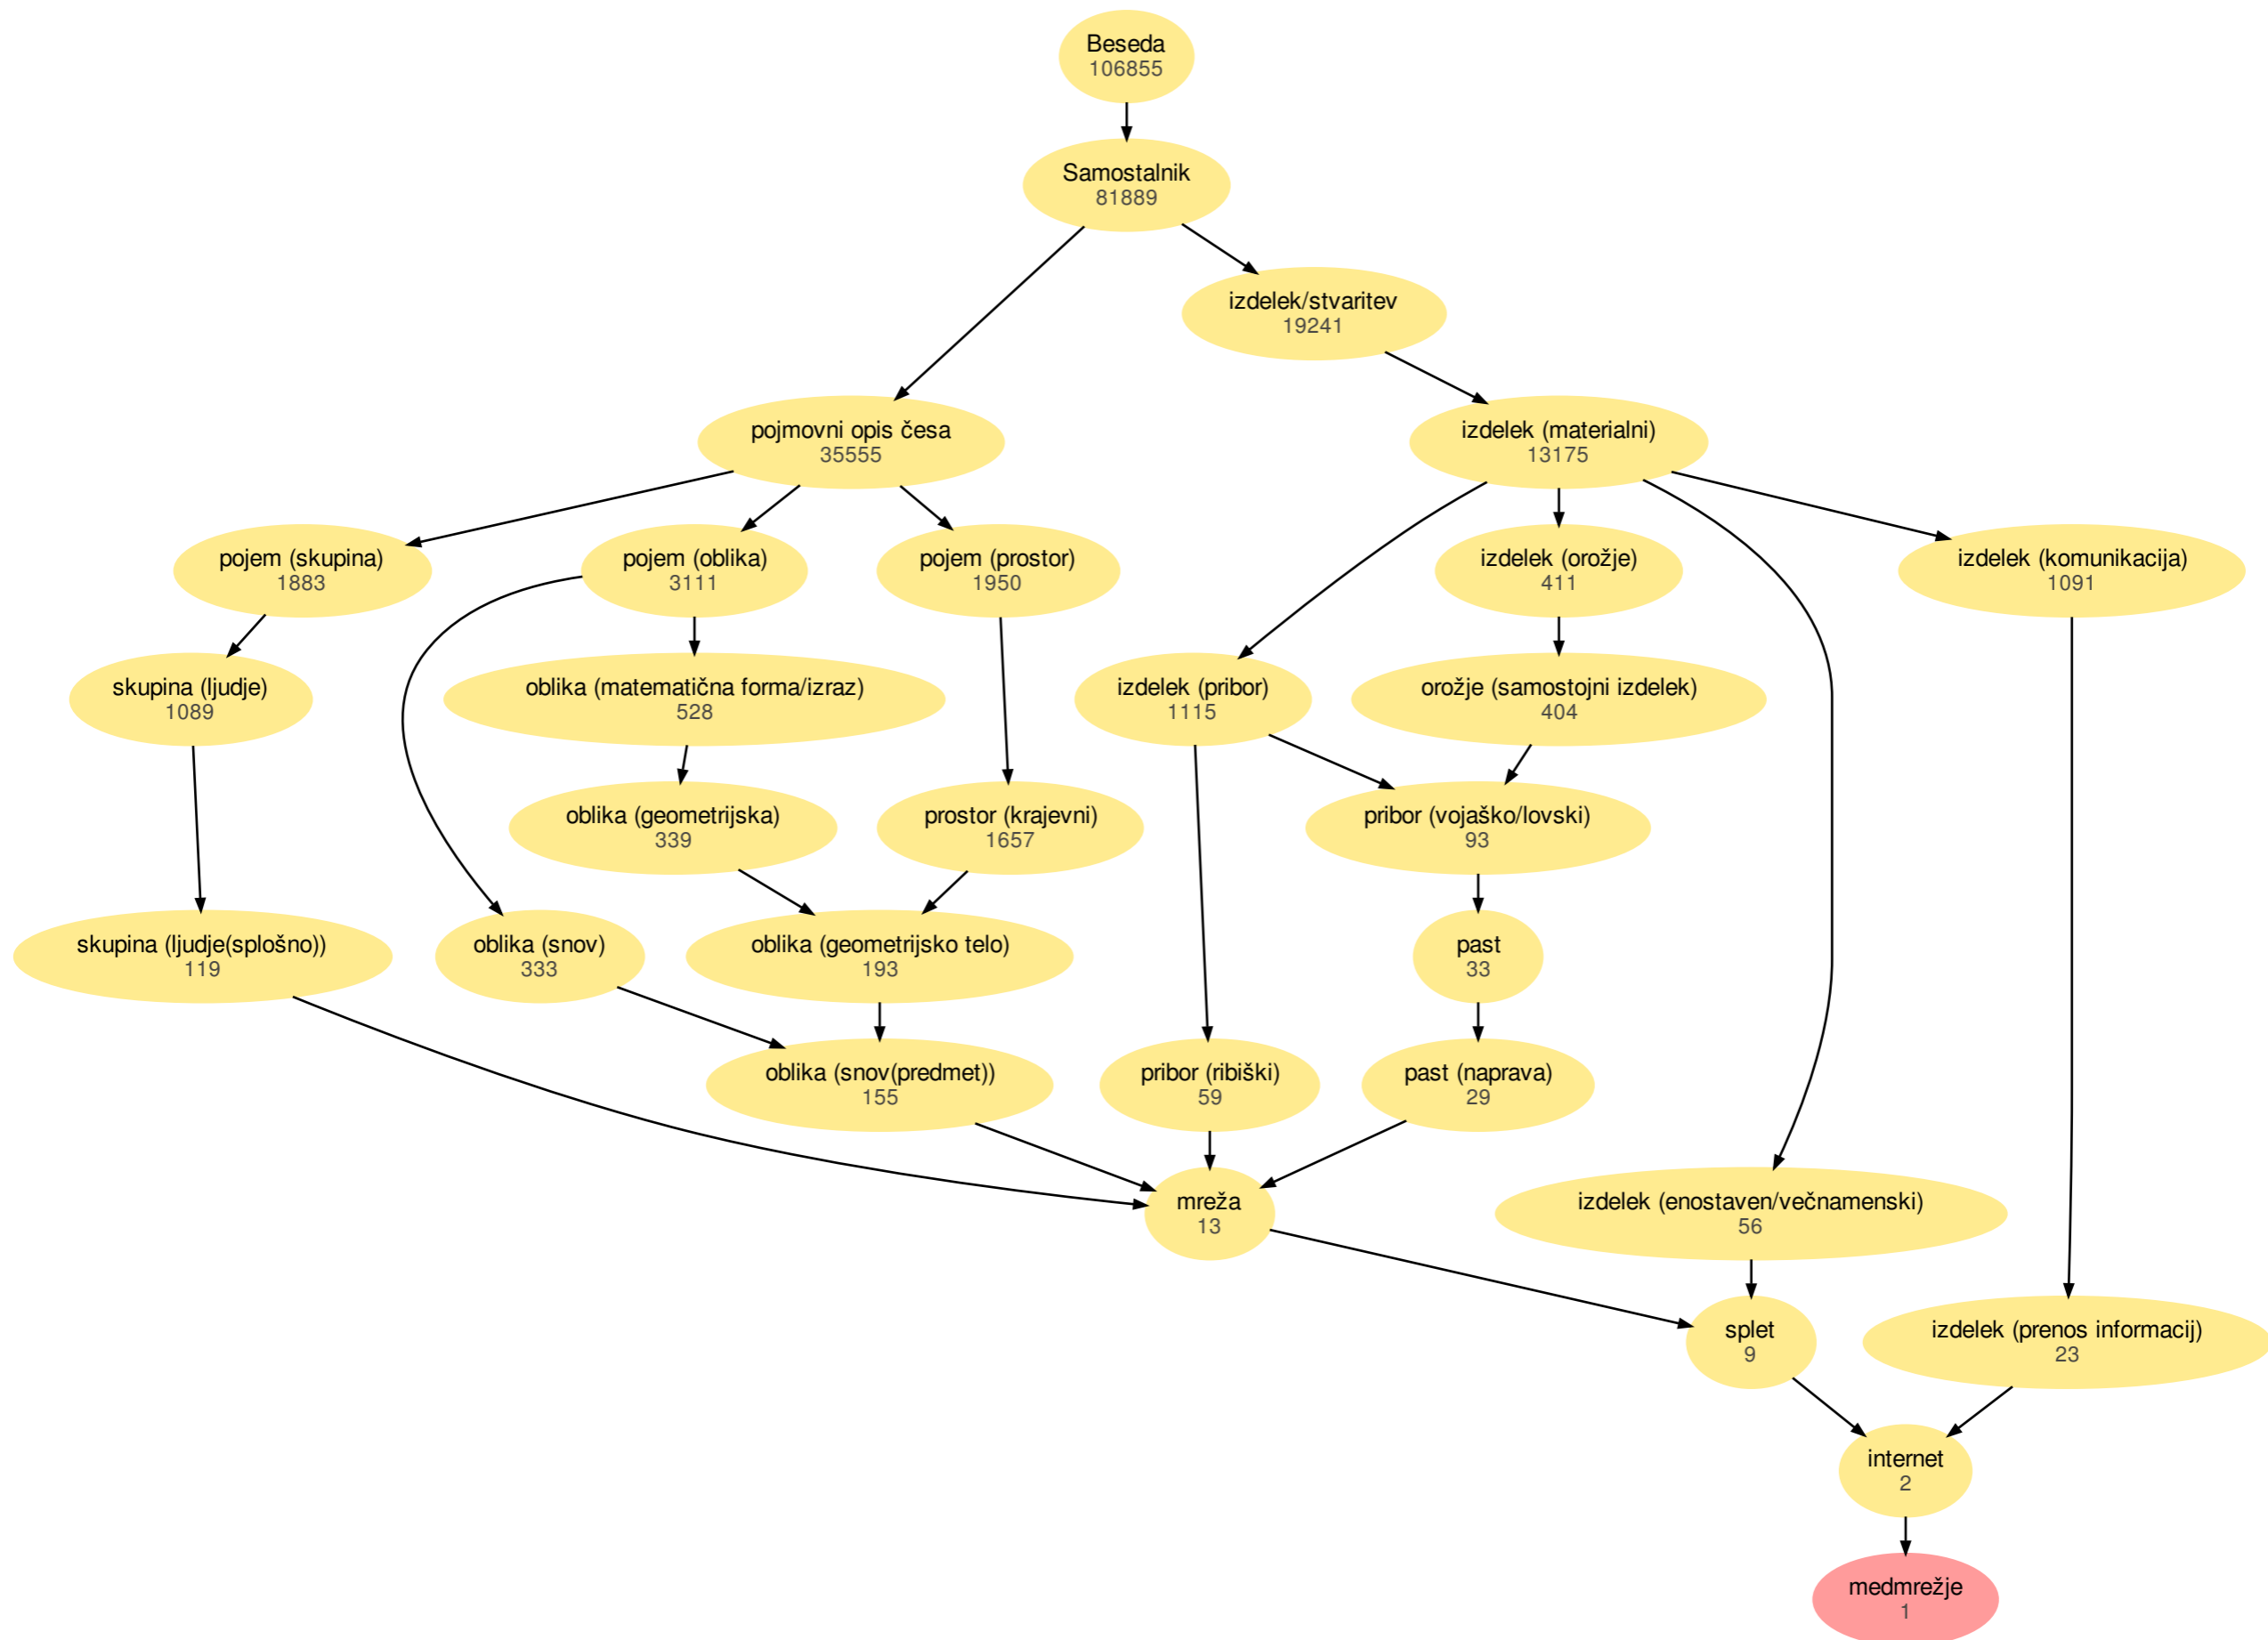 Beseda
106855
Samostalnik
81889
izdelek/stvaritev
19241
pojmovni opis česa
35555
izdelek (materialni)
13175
pojem (skupina)
1883
pojem (oblika)
3111
pojem (prostor)
1950
izdelek (orožje)
411
izdelek (komunikacija)
1091
skupina (ljudje)
1089
oblika (matematična forma/izraz)
528
izdelek (pribor)
1115
orožje (samostojni izdelek)
404
oblika (geometrijska)
339
prostor (krajevni)
1657
pribor (vojaško/lovski)
93
skupina (ljudje(splošno))
119
oblika (snov)
333
oblika (geometrijsko telo)
193
past
33
oblika (snov(predmet))
155
pribor (ribiški)
59
past (naprava)
29
mreža
13
izdelek (enostaven/večnamenski)
56
splet
9
izdelek (prenos informacij)
23
internet
2
medmrežje
1